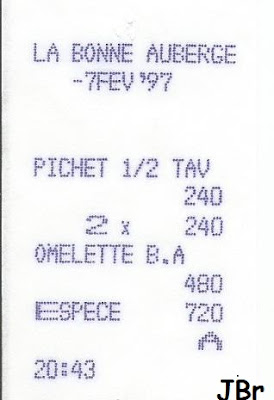 LA BONNE AUBERGE
-7FEV'97
PICHET 1/2 TAV
240
2 x 240
OMELETTE B.A
480
ESPECE 720
A
20:43
JBr